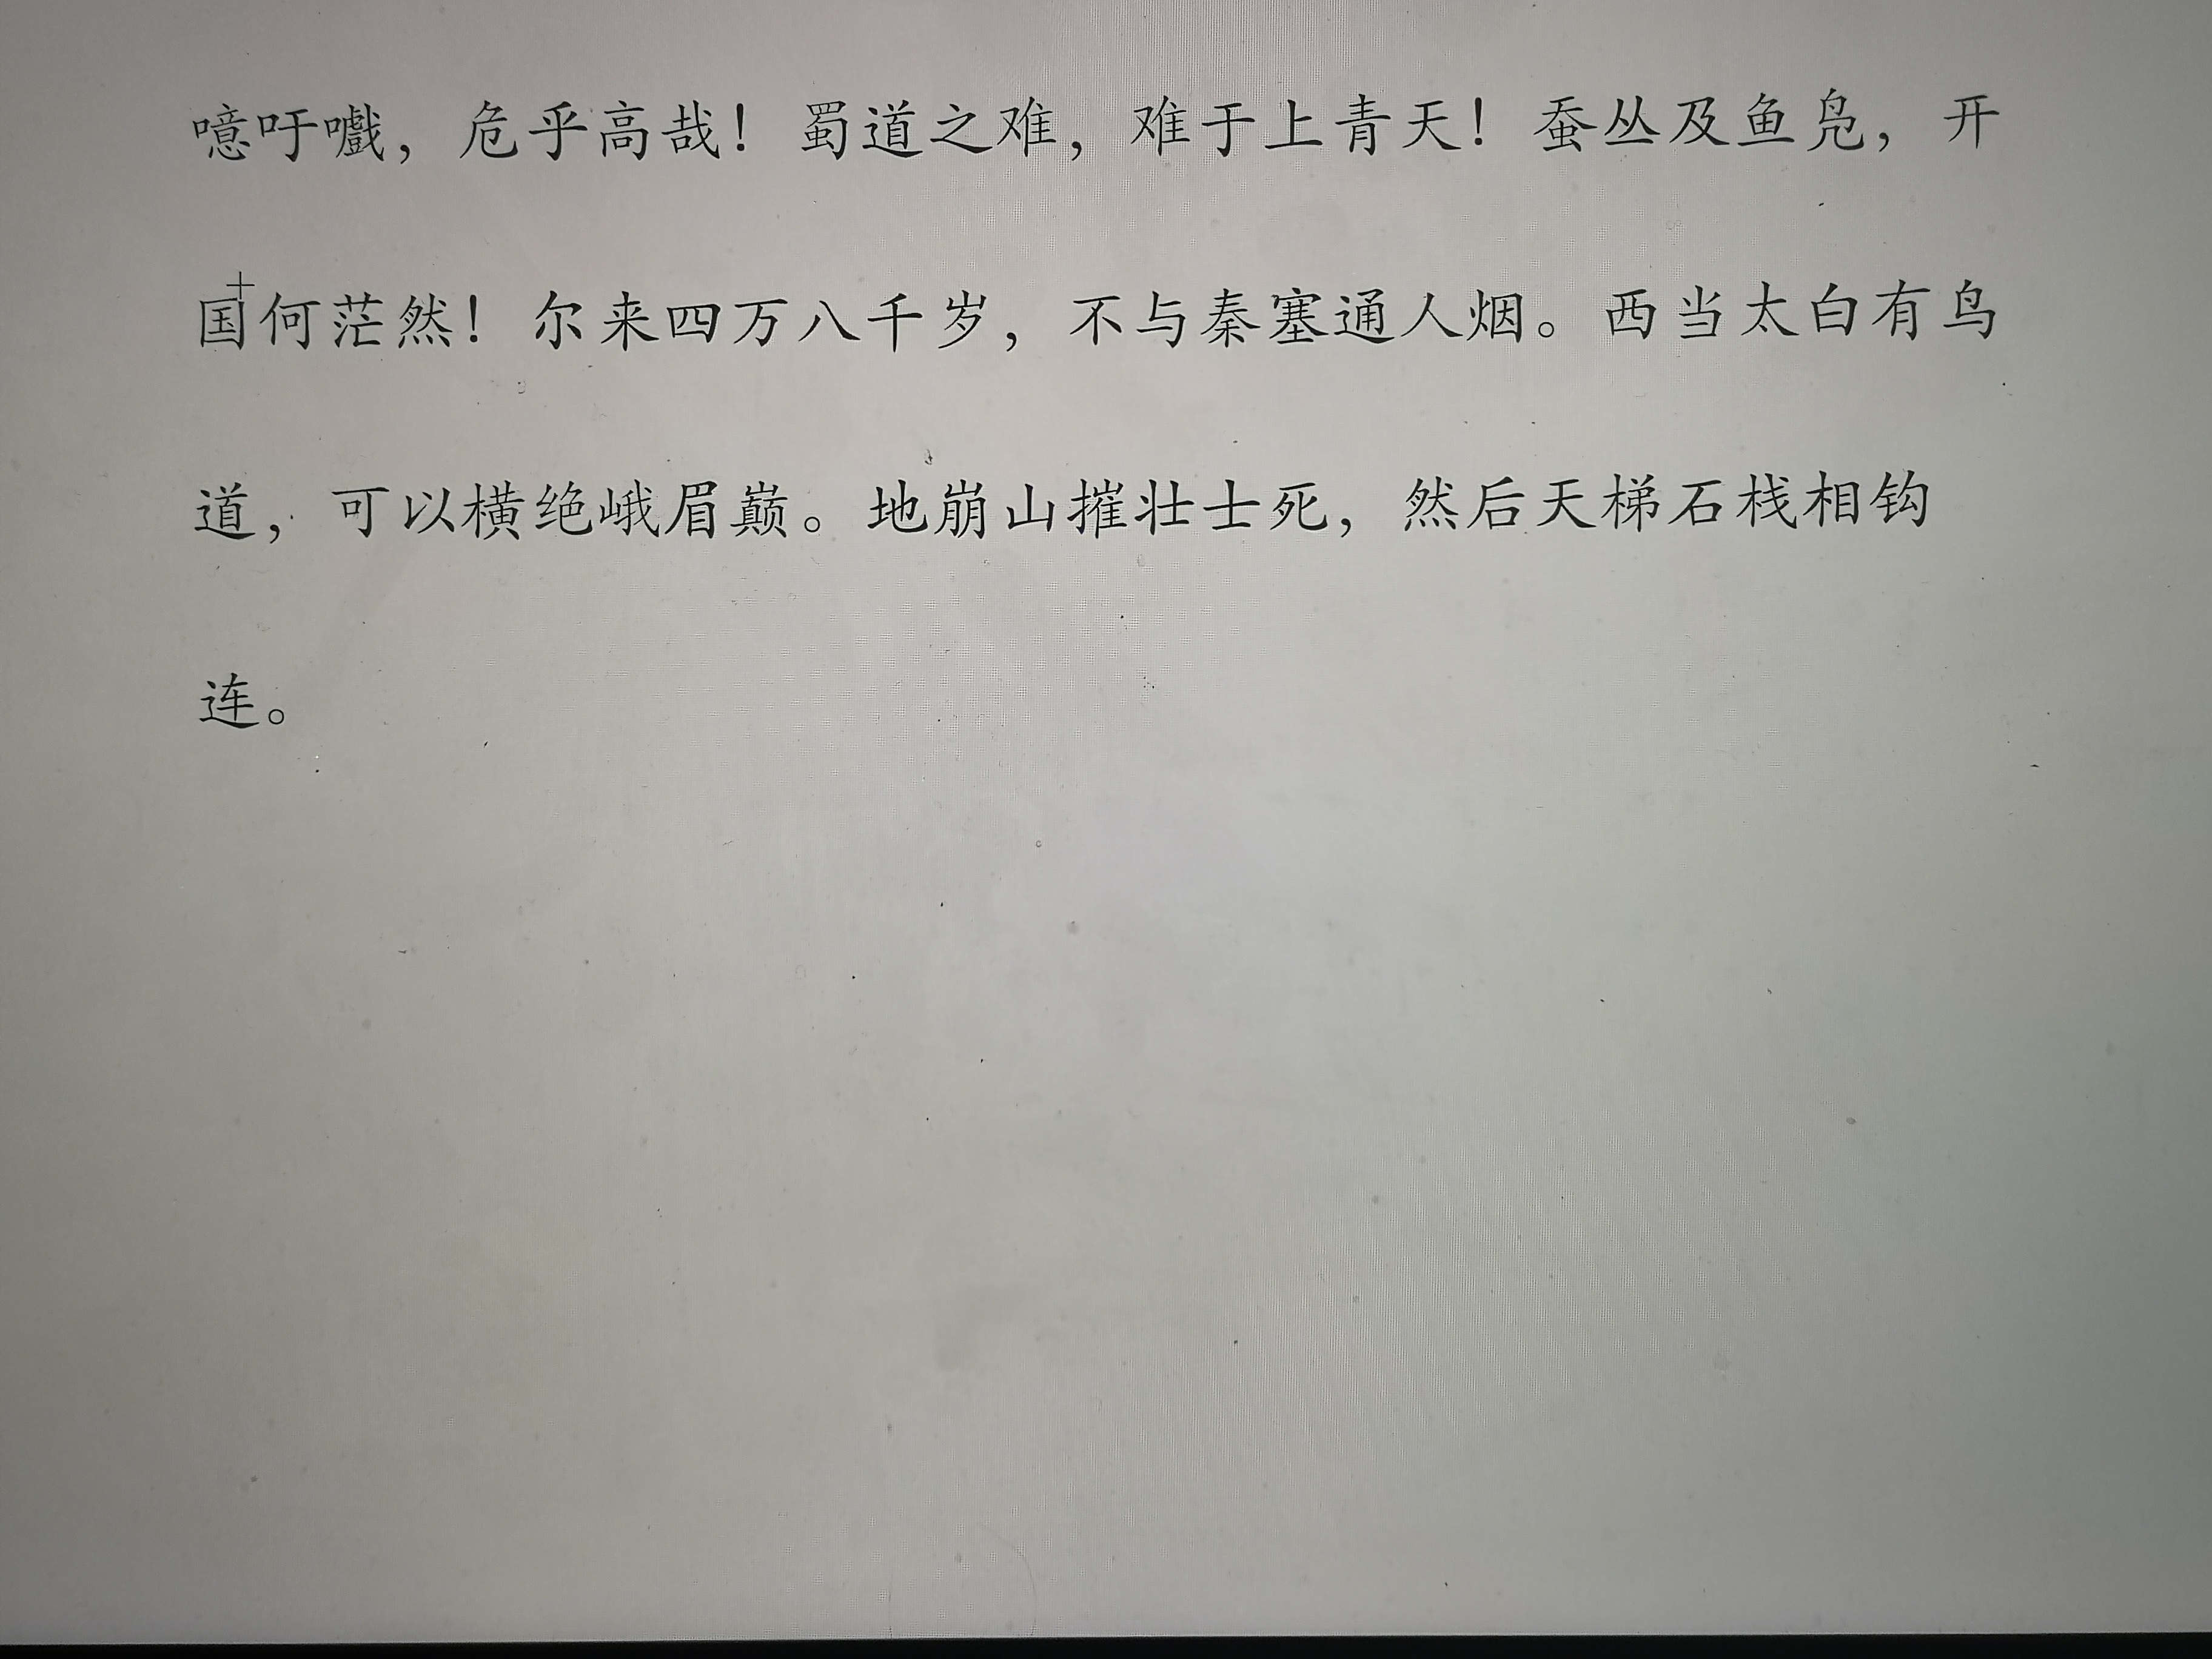 噫吁嚱，危乎高哉！蜀道之难，难于上青天！蚕丛及鱼凫，开
国何茫然！尔来四万八千岁，不与秦塞通人烟。西当太白有鸟
道，可以横绝峨眉巅。地崩山摧壮士死，然后天梯石栈相钩
连。